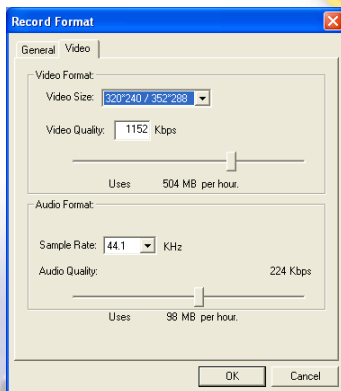 Record Format
General Video
Video Format:
Video Size: 320*240 / 352*288
Video Quality: 1152 Kbps
Uses 504 MB per hour.
Audio Format:
Sample Rate: 44.1 KHz
Audio Quality: 224 Kbps
Uses 98 MB per hour.
OK Cancel